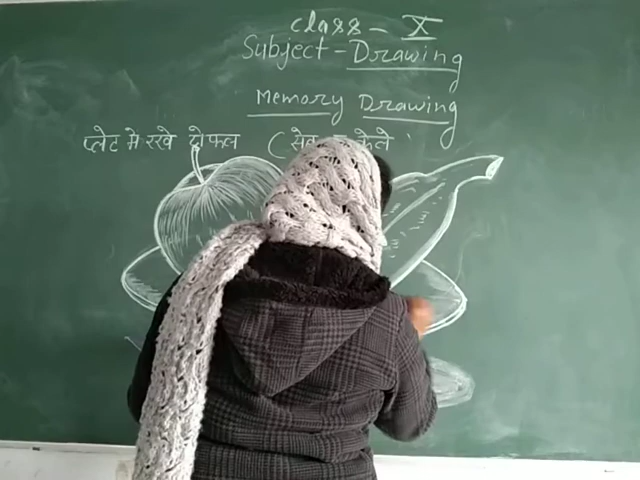 class - X
Subject - Drawing
Memory Drawing
प्लेट मे रखे दो फल ( सेव केले